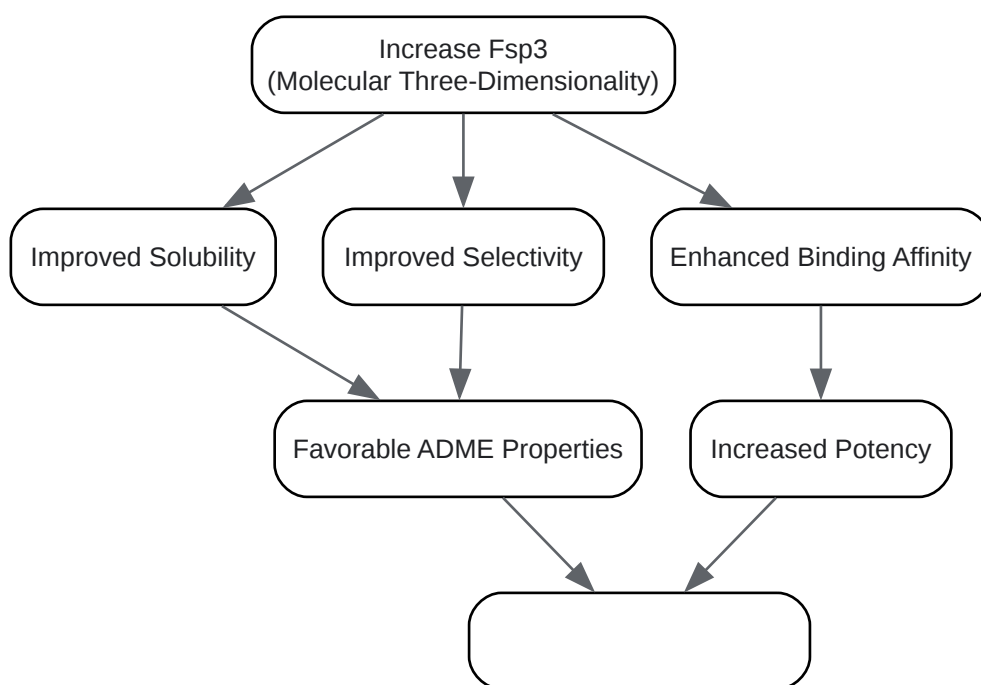 Increase Fsp3
(Molecular Three-Dimensionality)
Improved Solubility
Improved Selectivity
Enhanced Binding Affinity
Favorable ADME Properties
Increased Potency